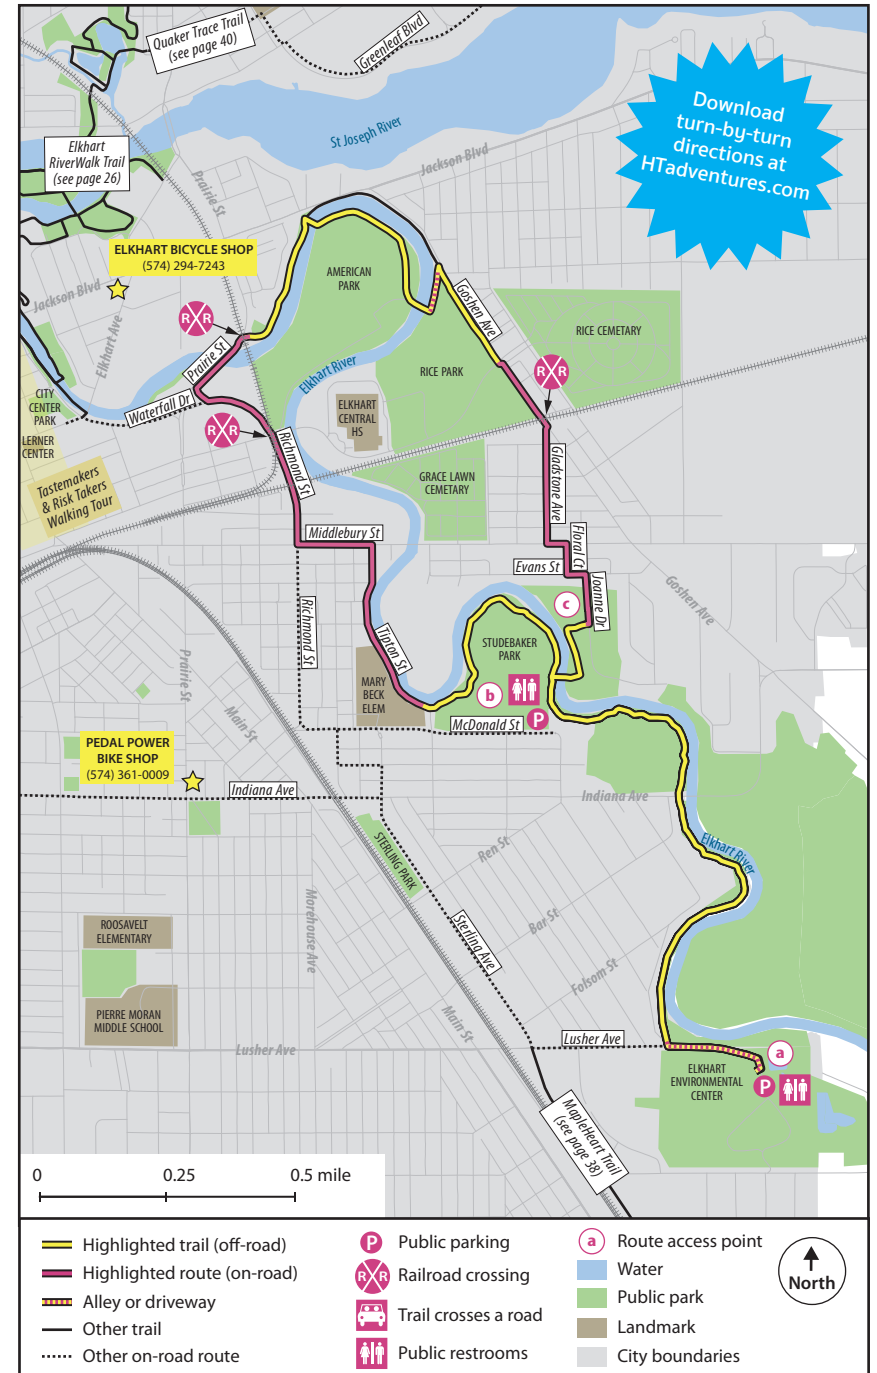 Quaker Trace Trail
(see page 40)
Greenleaf Blvd
St Joseph River
Download
turn-by-turn
directions at
HTadventures.com
Elkhart
RiverWalk Trail
(see page 26)
Prairie St
Jackson Blvd
ELKHART BICYCLE SHOP
(574) 294-7243
AMERICAN
PARK
Jackson Blvd
Goshen Ave
R R
RICE CEMETARY
Elkhart Ave
Prairie St
Elkhart River
RICE PARK
R R
CITY
CENTER
PARK
Waterfall Dr
ELKHART
CENTRAL
HS
R R
LERNER
CENTER
Richmond St
Tastemakers
& Risk Takers
Walking Tour
GRACE LAWN
CEMETARY
Gladstone Ave
Middlebury St
Floral Ct
Evans St
Joanne Dr
Goshen Ave
c
Richmond St
Tipton St
STUDEBAKER
PARK
Prairie St
MARY
BECK
ELEM
b
McDonald St
P
Main St
PEDAL POWER
BIKE SHOP
(574) 361-0009
Indiana Ave
Indiana Ave
Elkhart River
STERLING PARK
Ren St
Morehouse Ave
Bar St
ROOSAVELT
ELEMENTARY
Sterling Ave
Folsom St
PIERRE MORAN
MIDDLE SCHOOL
Main St
Lusher Ave
Lusher Ave
a
ELKHART
ENVIRONMENTAL
CENTER
P
MapleHeart Trail
(see page 38)
0 0.25 0.5 mile
Highlighted trail (off-road)
Highlighted route (on-road)
Alley or driveway
Other trail
Other on-road route
P Public parking
R R Railroad crossing
Trail crosses a road
Public restrooms
a Route access point
Water
Public park
Landmark
City boundaries
North